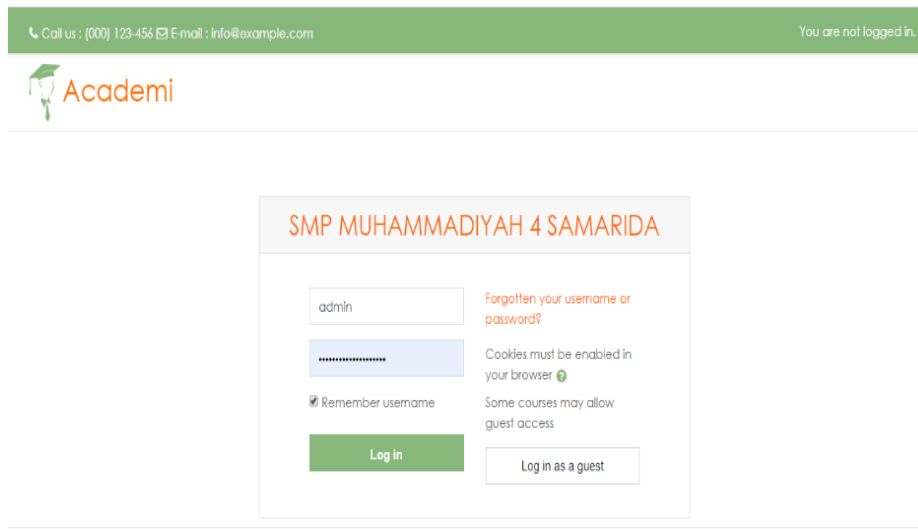 Call us : (000) 123-456 E-mail : info@example.com
You are not logged in.
Academi
SMP MUHAMMADIYAH 4 SAMARIDA
admin
Forgotten your username or
password?
•••••••••••••••••••
Cookies must be enabled in
your browser
Remember username
Some courses may allow
guest access
Log in
Log in as a guest